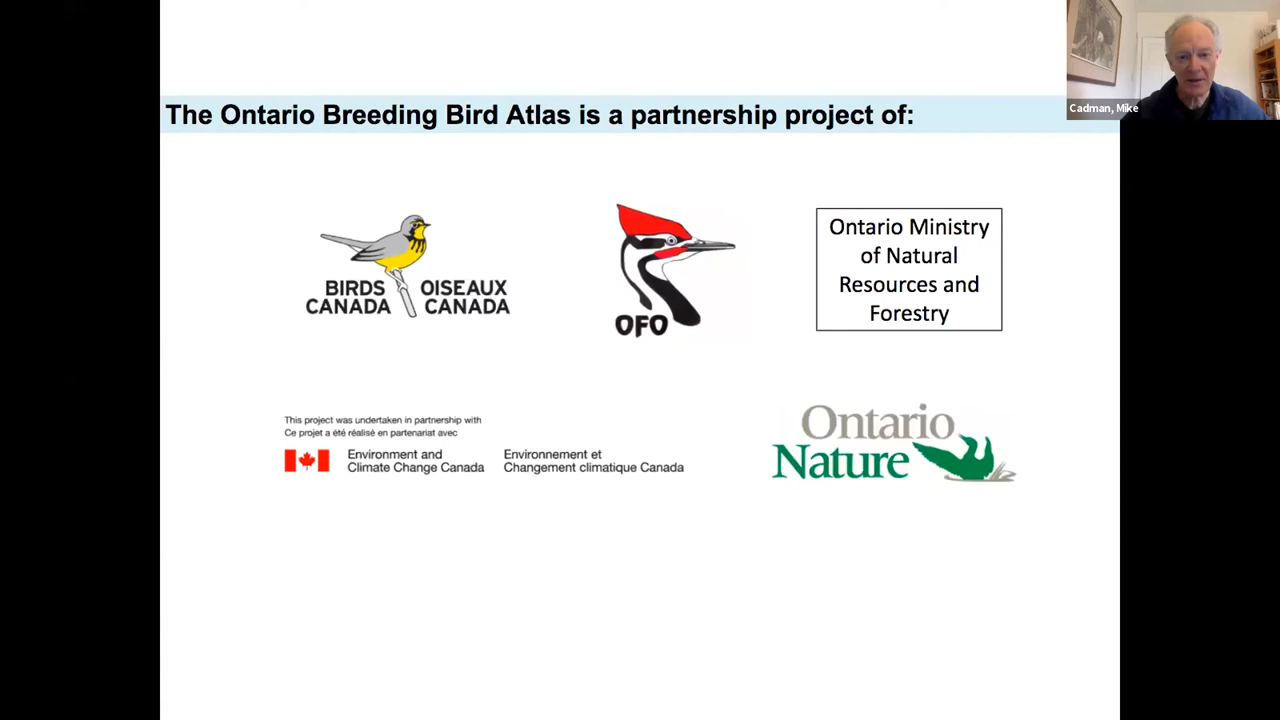 The Ontario Breeding Bird Atlas is a partnership project of:
Cadman, Mike
BIRDS CANADA
OISEAUX CANADA
OFO
Ontario Ministry
of Natural
Resources and
Forestry
This project was undertaken in partnership with
Ce projet a été réalisé en partenariat avec
Environment and
Climate Change Canada
Environnement et
Changement climatique Canada
Ontario
Nature